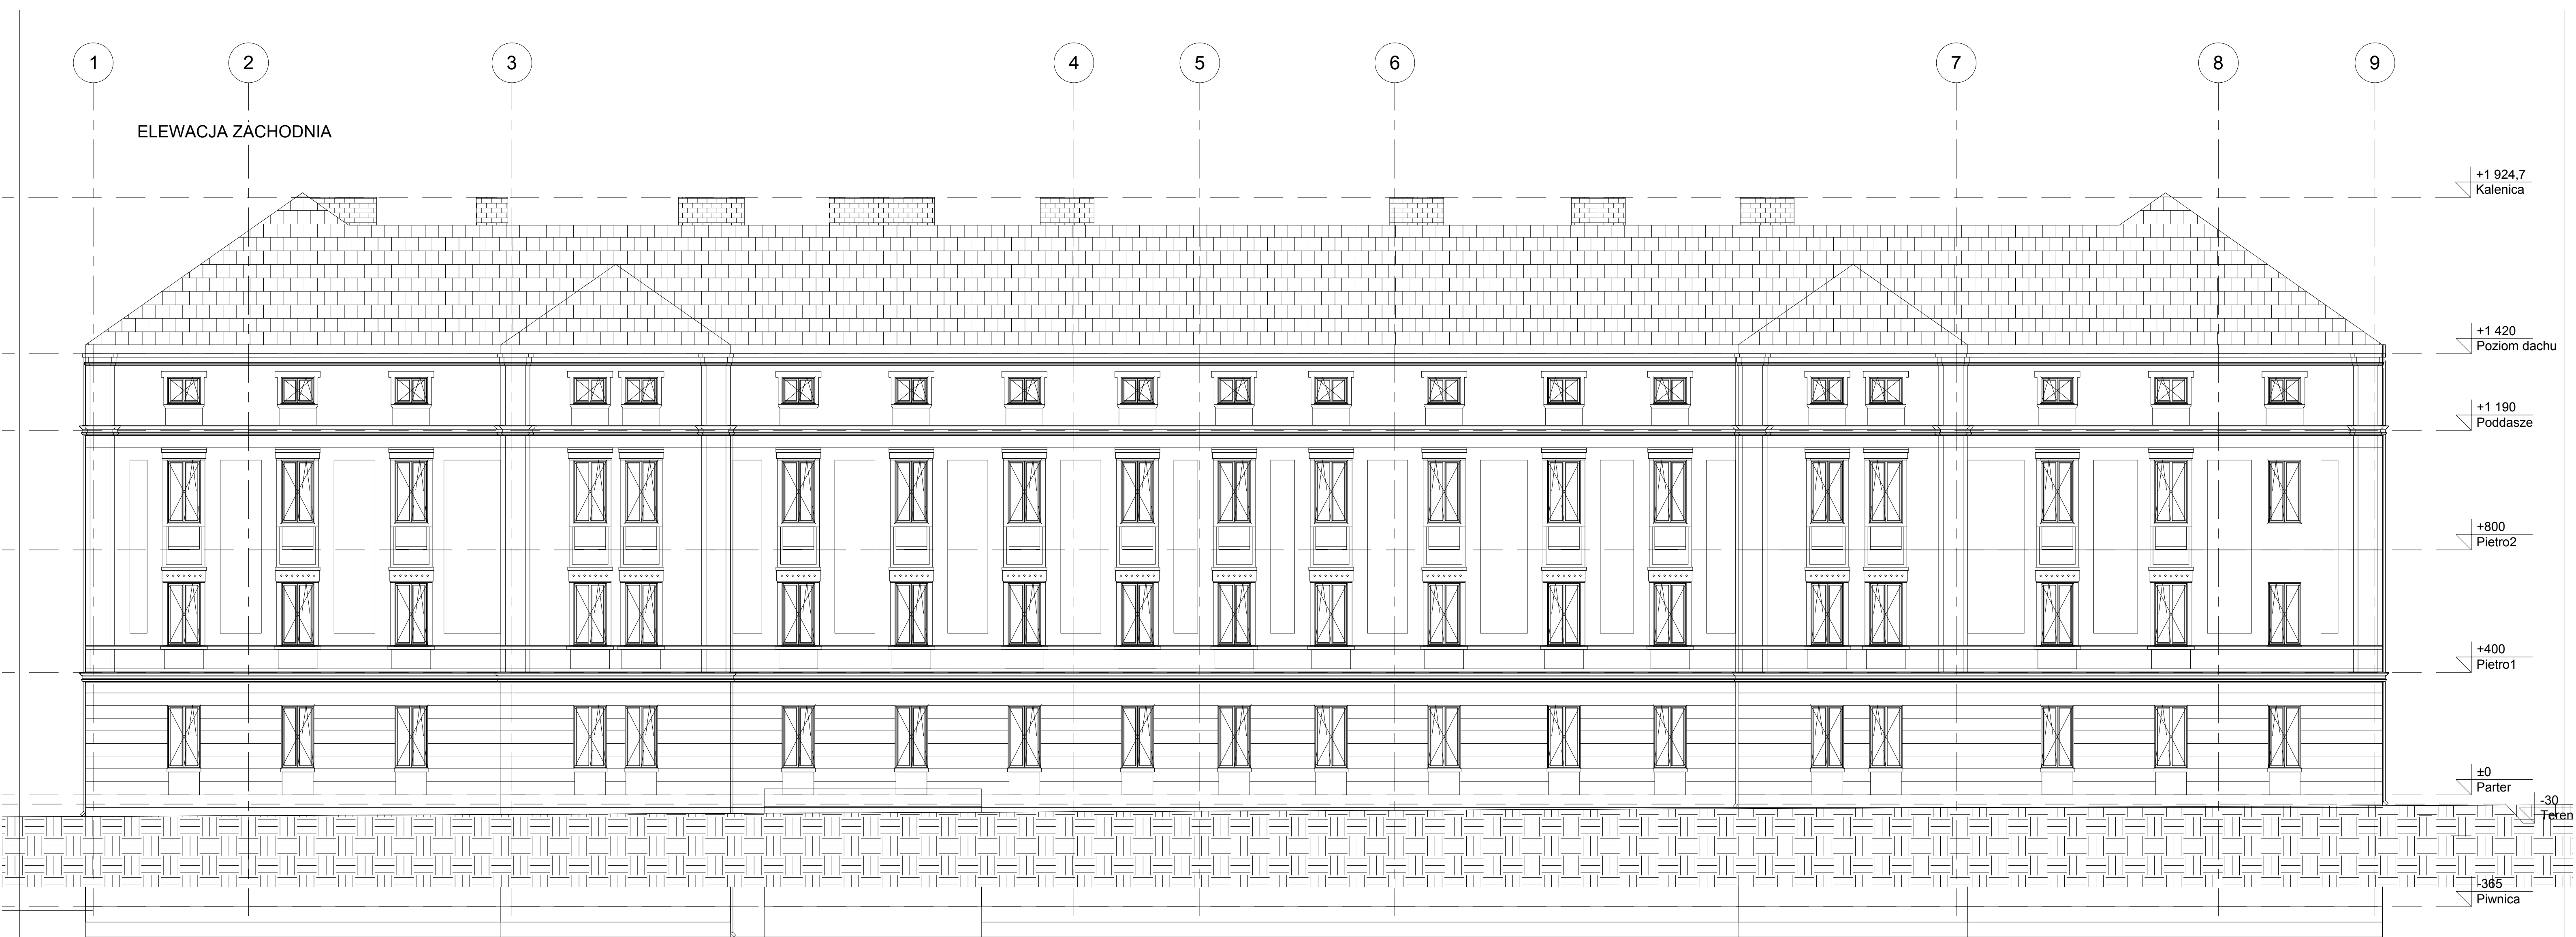 1 2 3 4 5 6 7 8 9
ELEWACJA ZACHODNIA
+1 924,7
Kalenica
+1 420
Poziom dachu
+1 190
Poddasze
+800
Pietro2
+400
Pietro1
±0
Parter
-30
Teren
-365
Piwnica